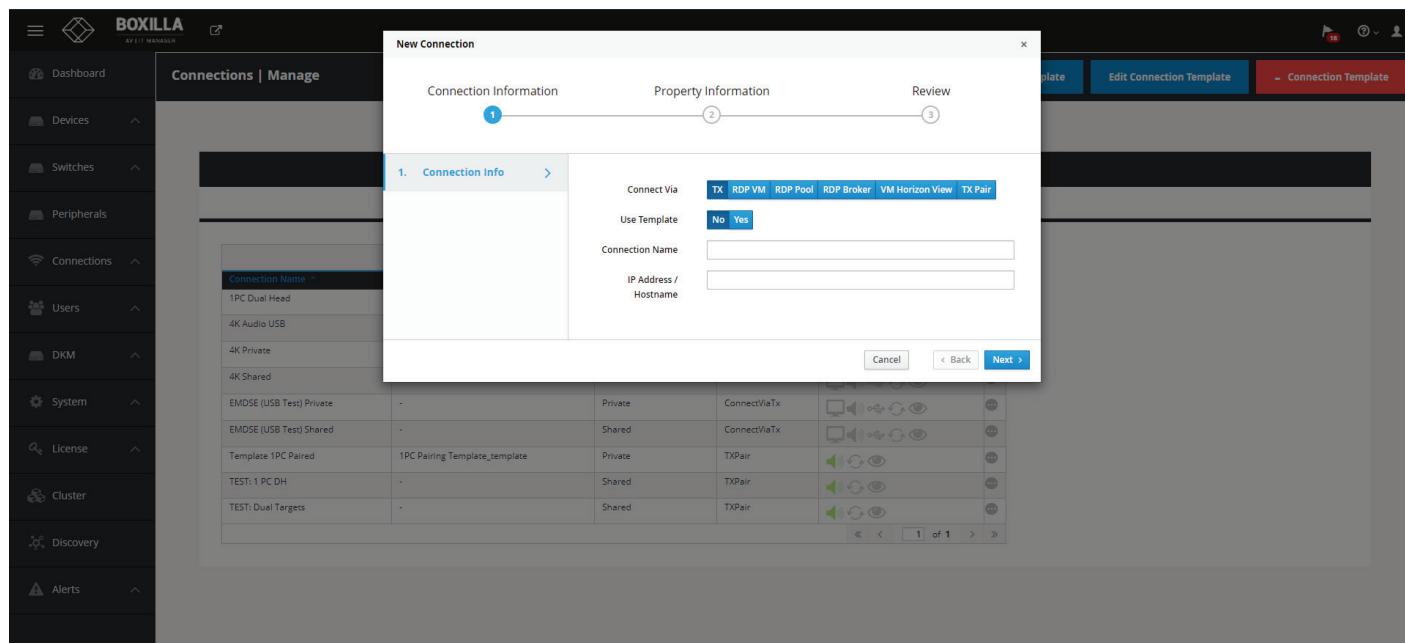 BOXILLA
AV | IT MANAGER
18
New Connection
×
Dashboard
Connections | Manage
plate
Edit Connection Template
Connection Template
Connection Information
Property Information
Review
1
2
3
Devices
Switches
1. Connection Info
Connect Via
TX RDP VM RDP Pool RDP Broker VM Horizon View TX Pair
Peripherals
Use Template
No Yes
Connection Name
Connections
IP Address /
Hostname
Connection Name
1PC Dual Head
Users
4K Audio USB
4K Private
DKM
Cancel
< Back
Next >
4K Shared
System
EMDSE (USB Test) Private - Private ConnectViaTx
EMDSE (USB Test) Shared - Shared ConnectViaTx
License
Template 1PC Paired 1PC Pairing Template_template Private TXPair
TEST: 1 PC DH - Shared TXPair
Cluster
TEST: Dual Targets - Shared TXPair
« < 1 of 1 > »
Discovery
Alerts